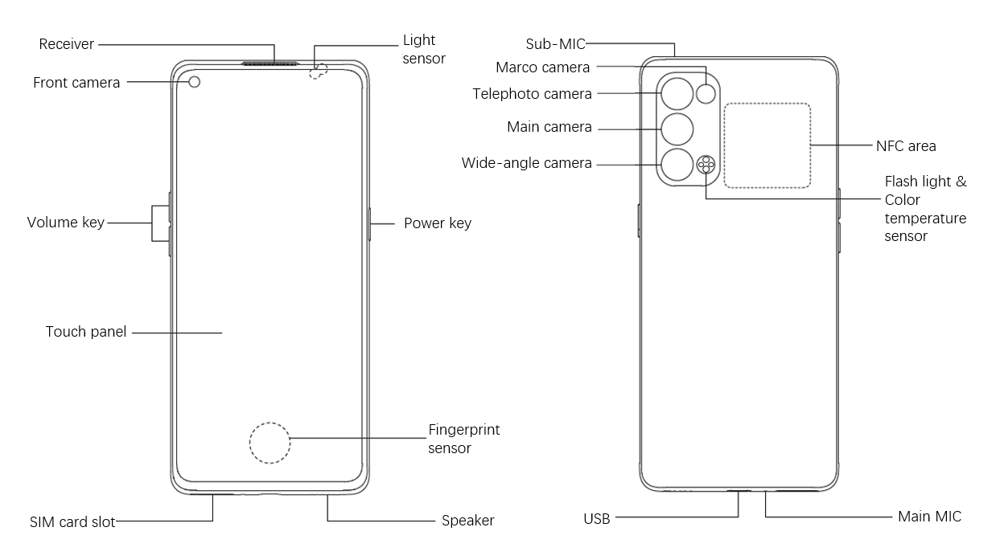 Receiver
Light
sensor
Front camera
Volume key
Power key
Touch panel
Fingerprint
sensor
SIM card slot
Speaker
Sub-MIC
Marco camera
Telephoto camera
Main camera
Wide-angle camera
NFC area
Flash light &
Color
temperature
sensor
USB
Main MIC